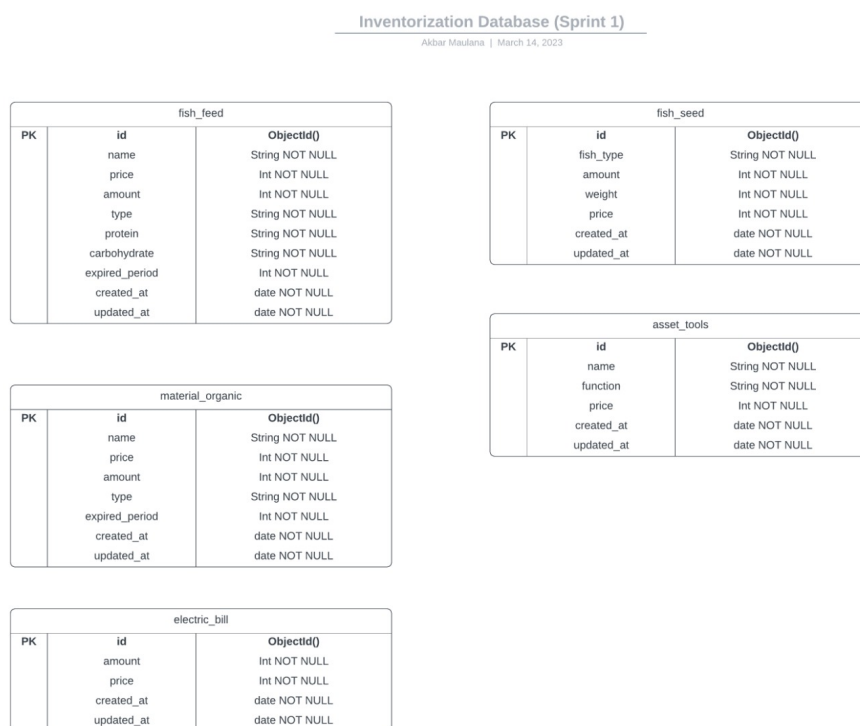 Inventorization Database (Sprint 1)
Akbar Maulana | March 14, 2023
fish_feed
PK id ObjectId()
name String NOT NULL
price Int NOT NULL
amount Int NOT NULL
type String NOT NULL
protein String NOT NULL
carbohydrate String NOT NULL
expired_period Int NOT NULL
created_at date NOT NULL
updated_at date NOT NULL
material_organic
PK id ObjectId()
name String NOT NULL
price Int NOT NULL
amount Int NOT NULL
type String NOT NULL
expired_period Int NOT NULL
created_at date NOT NULL
updated_at date NOT NULL
electric_bill
PK id ObjectId()
amount Int NOT NULL
price Int NOT NULL
created_at date NOT NULL
updated_at date NOT NULL
fish_seed
PK id ObjectId()
fish_type String NOT NULL
amount Int NOT NULL
weight Int NOT NULL
price Int NOT NULL
created_at date NOT NULL
updated_at date NOT NULL
asset_tools
PK id ObjectId()
name String NOT NULL
function String NOT NULL
price Int NOT NULL
created_at date NOT NULL
updated_at date NOT NULL